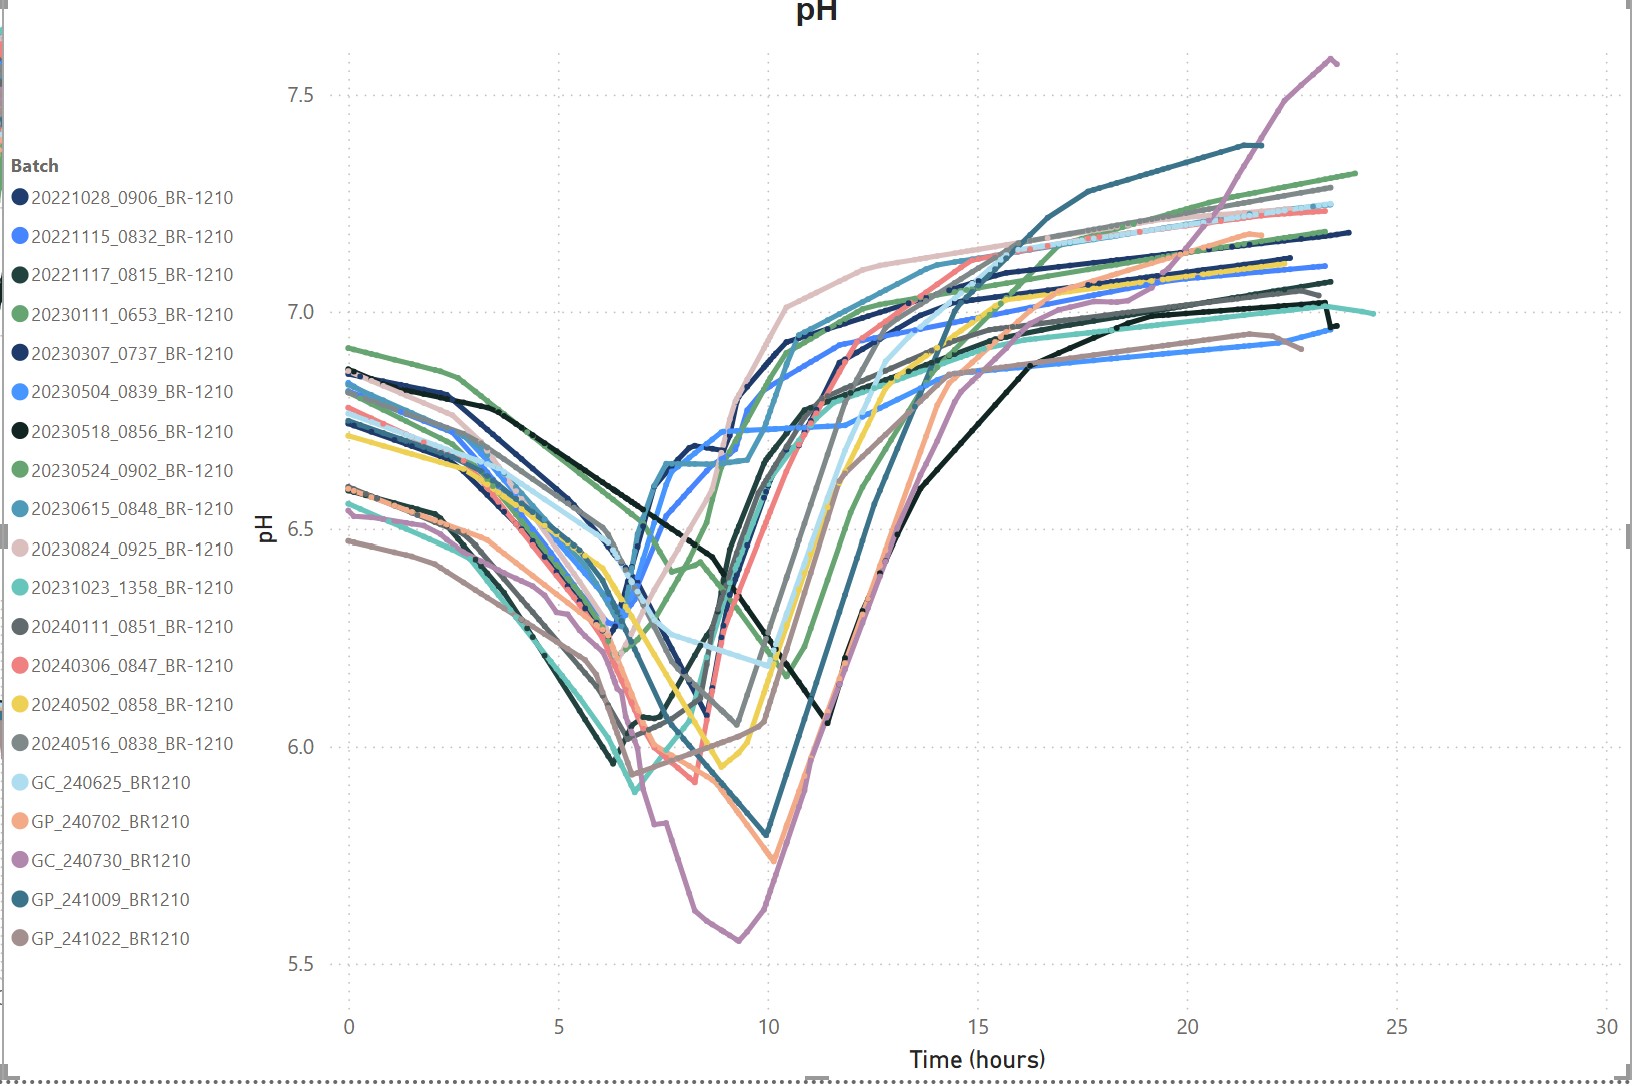 pH
Batch
20221028_0906_BR-1210
20221115_0832_BR-1210
20221117_0815_BR-1210
20230111_0653_BR-1210
20230307_0737_BR-1210
20230504_0839_BR-1210
20230518_0856_BR-1210
20230524_0902_BR-1210
20230615_0848_BR-1210
20230824_0925_BR-1210
20231023_1358_BR-1210
20240111_0851_BR-1210
20240306_0847_BR-1210
20240502_0858_BR-1210
20240516_0838_BR-1210
GC_240625_BR1210
GP_240702_BR1210
GC_240730_BR1210
GP_241009_BR1210
GP_241022_BR1210
pH
7.5
7.0
6.5
6.0
5.5
0 5 10 15 20 25 30
Time (hours)